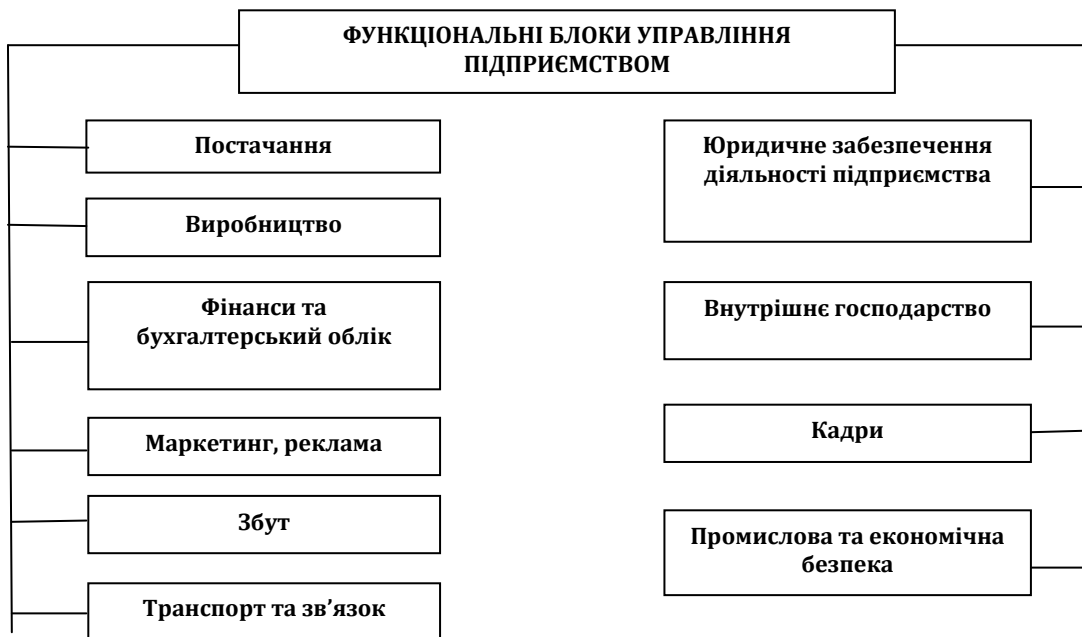 ФУНКЦІОНАЛЬНІ БЛОКИ УПРАВЛІННЯ
ПІДПРИЄМСТВОМ
Постачання
Виробництво
Фінанси та
бухгалтерський облік
Маркетинг, реклама
Збут
Транспорт та зв’язок
Юридичне забезпечення
діяльності підприємства
Внутрішнє господарство
Кадри
Промислова та економічна
безпека